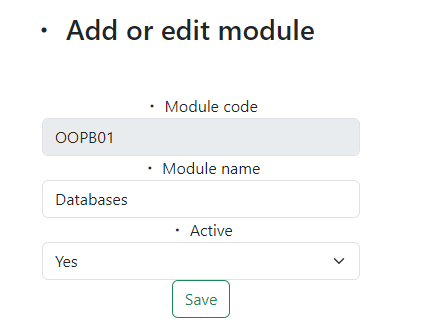 · Add or edit module
· Module code
OOPB01
· Module name
Databases
· Active
Yes
Save